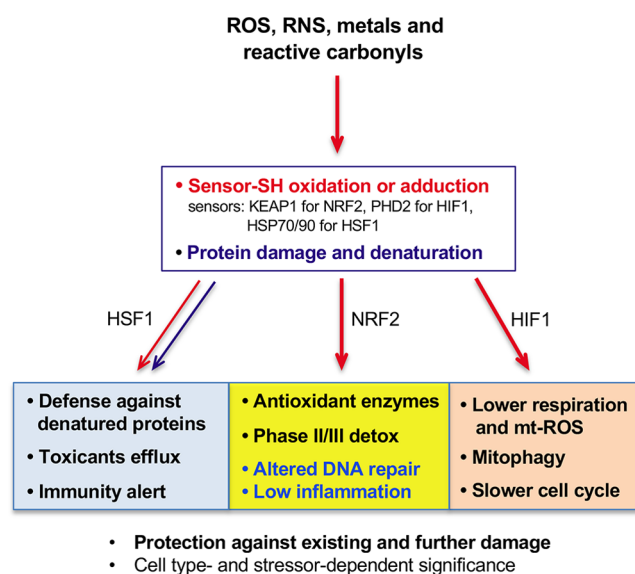 ROS, RNS, metals and
reactive carbonyls
• Sensor-SH oxidation or adduction
sensors: KEAP1 for NRF2, PHD2 for HIF1,
HSP70/90 for HSF1
• Protein damage and denaturation
HSF1
NRF2
HIF1
• Defense against
denatured proteins
• Toxicants efflux
• Immunity alert
• Antioxidant enzymes
• Phase II/III detox
• Altered DNA repair
• Low inflammation
• Lower respiration
and mt-ROS
• Mitophagy
• Slower cell cycle
• Protection against existing and further damage
• Cell type- and stressor-dependent significance